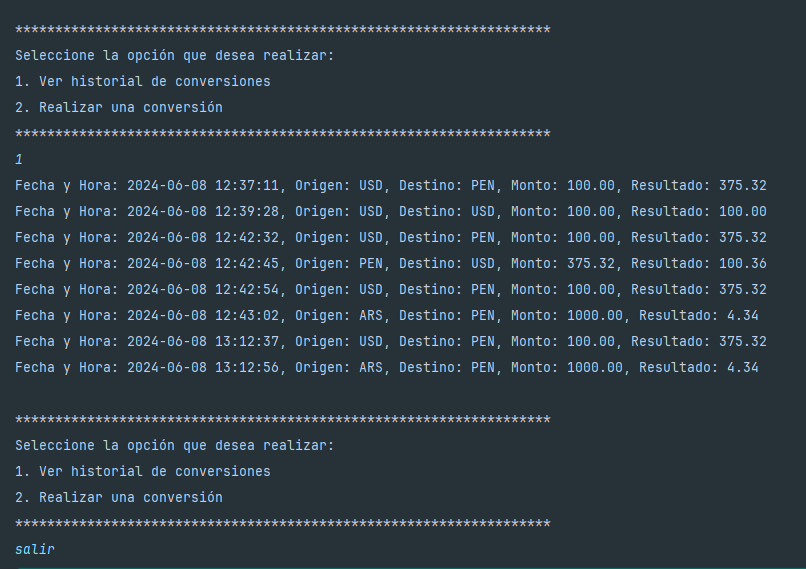 *******************************************************************
Seleccione la opción que desea realizar:
1. Ver historial de conversiones
2. Realizar una conversión
*******************************************************************
1
Fecha y Hora: 2024-06-08 12:37:11, Origen: USD, Destino: PEN, Monto: 100.00, Resultado: 375.32
Fecha y Hora: 2024-06-08 12:39:28, Origen: USD, Destino: USD, Monto: 100.00, Resultado: 100.00
Fecha y Hora: 2024-06-08 12:42:32, Origen: USD, Destino: PEN, Monto: 100.00, Resultado: 375.32
Fecha y Hora: 2024-06-08 12:42:45, Origen: PEN, Destino: USD, Monto: 375.32, Resultado: 100.36
Fecha y Hora: 2024-06-08 12:42:54, Origen: USD, Destino: PEN, Monto: 100.00, Resultado: 375.32
Fecha y Hora: 2024-06-08 12:43:02, Origen: ARS, Destino: PEN, Monto: 1000.00, Resultado: 4.34
Fecha y Hora: 2024-06-08 13:12:37, Origen: USD, Destino: PEN, Monto: 100.00, Resultado: 375.32
Fecha y Hora: 2024-06-08 13:12:56, Origen: ARS, Destino: PEN, Monto: 1000.00, Resultado: 4.34
*******************************************************************
Seleccione la opción que desea realizar:
1. Ver historial de conversiones
2. Realizar una conversión
*******************************************************************
salir